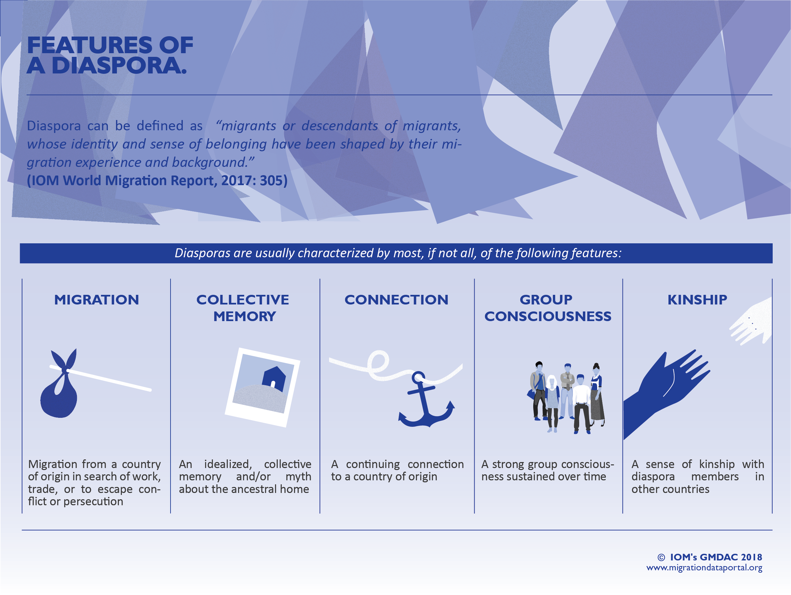 FEATURES OF
A DIASPORA.
Diaspora can be defined as “migrants or descendants of migrants,
whose identity and sense of belonging have been shaped by their mi-
gration experience and background.”
(IOM World Migration Report, 2017: 305)
Diasporas are usually characterized by most, if not all, of the following features:
MIGRATION
Migration from a country
of origin in search of work,
trade, or to escape con-
flict or persecution
COLLECTIVE
MEMORY
An idealized, collective
memory and/or myth
about the ancestral home
CONNECTION
A continuing connection
to a country of origin
GROUP
CONSCIOUSNESS
A strong group conscious-
ness sustained over time
KINSHIP
A sense of kinship with
diaspora members in
other countries
© IOM's GMDAC 2018
www.migrationdataportal.org